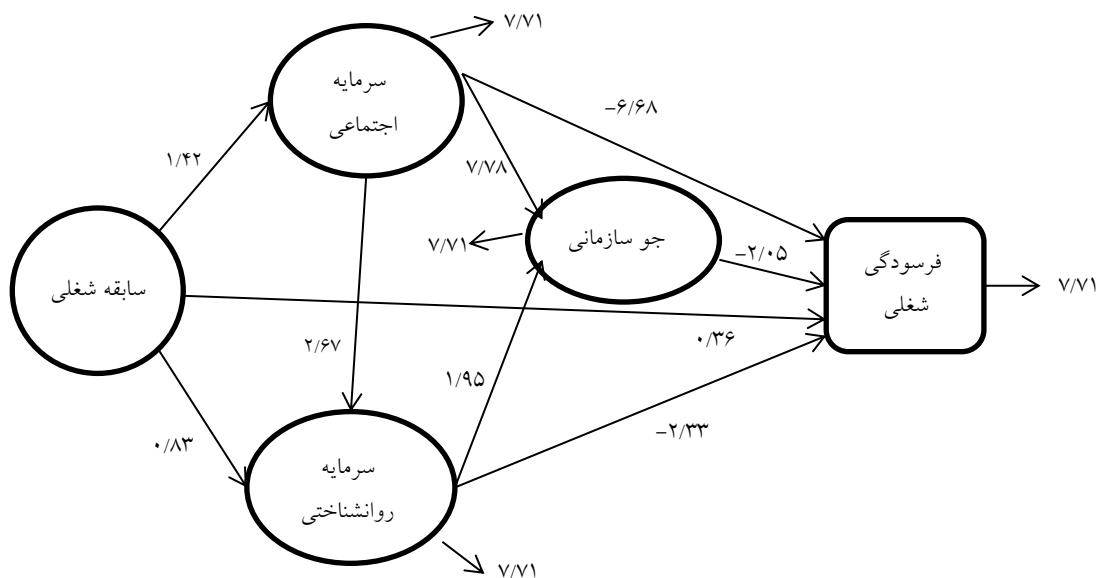 ۷/۷۱
سرمایه
اجتماعی
-۶/۶۸
۱/۴۲
۷/۷۸
جو سازمانی
۷/۷۱
-۲/۰۵
فرسودگی
شغلی
۷/۷۱
سابقه شغلی
۰/۳۶
۲/۶۷
۱/۹۵
۰/۸۳
-۲/۳۳
سرمایه
روانشناختی
۷/۷۱